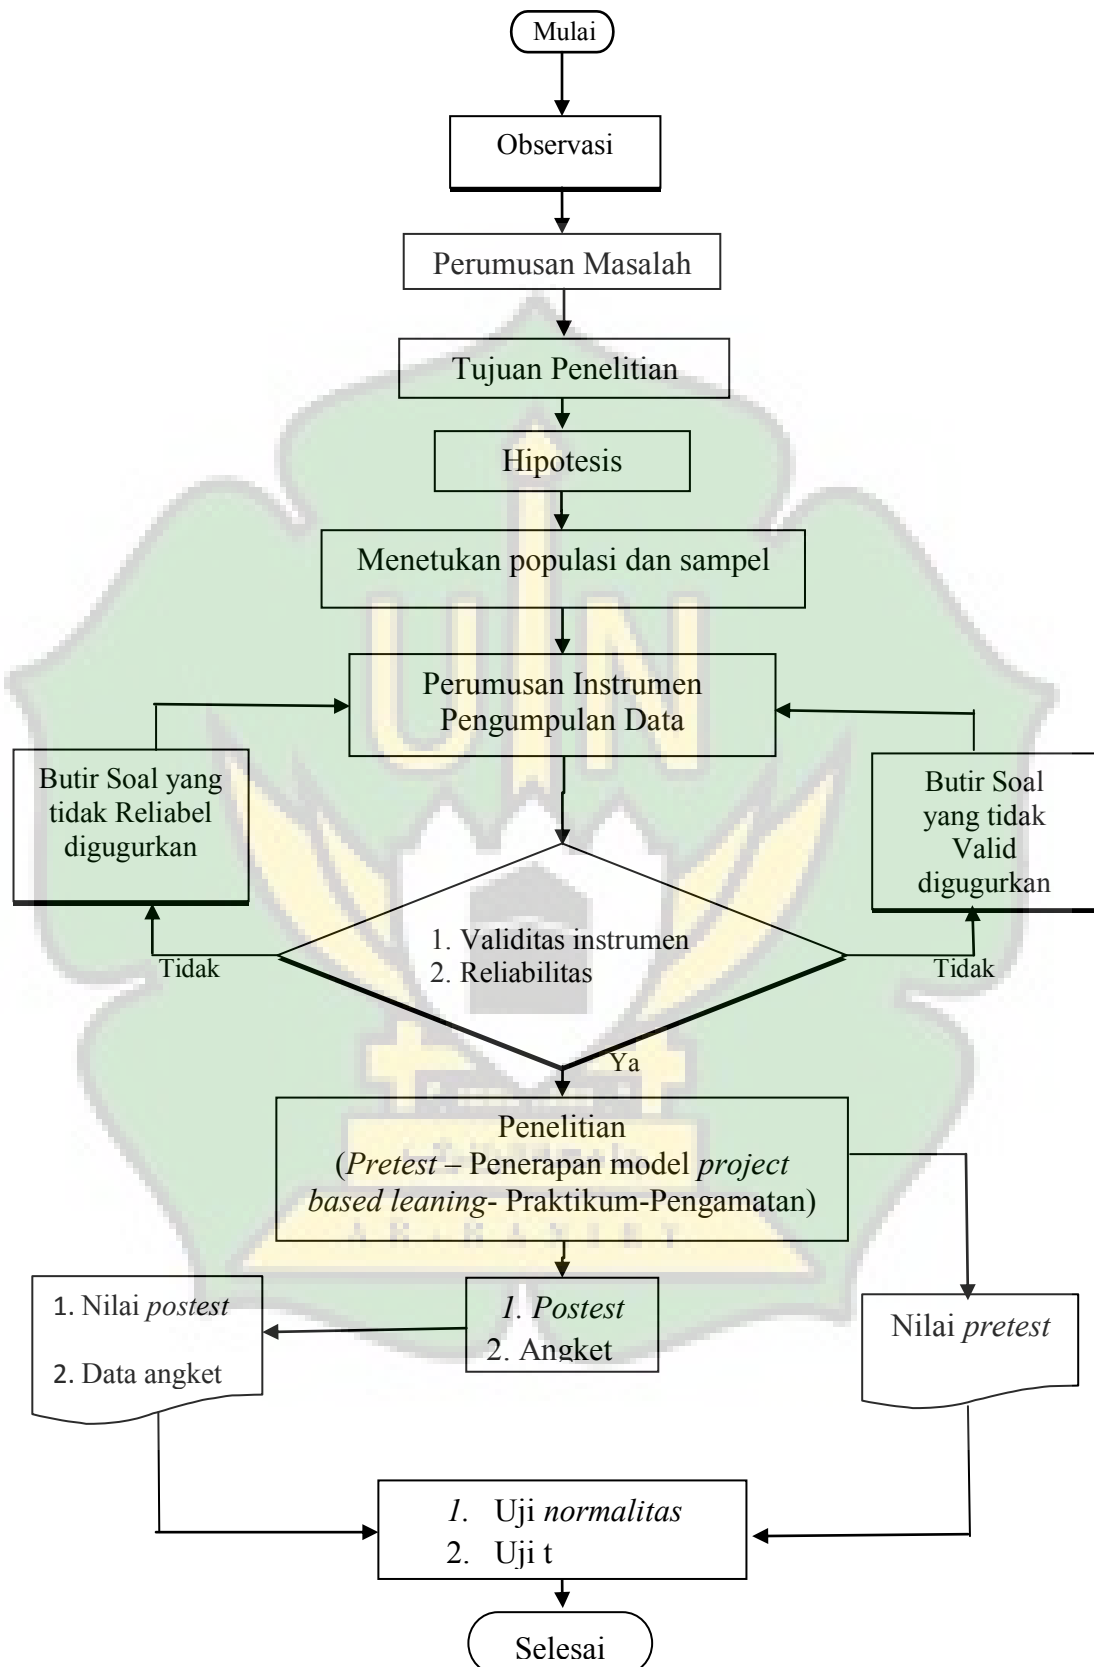 Mulai
Observasi
Perumusan Masalah
Tujuan Penelitian
Hipotesis
Menetukan populasi dan sampel
UIN
Perumusan Instrumen
Pengumpulan Data
Butir Soal yang
tidak Reliabel
digugurkan
Butir Soal
yang tidak
Valid
digugurkan
1. Validitas instrumen
2. Reliabilitas
Tidak
Tidak
Ya
Penelitian
(Pretest – Penerapan model project
based leaning- Praktikum-Pengamatan)
AR-RANIRY
1. Nilai postest
2. Data angket
1. Postest
2. Angket
Nilai pretest
1. Uji normalitas
2. Uji t
Selesai